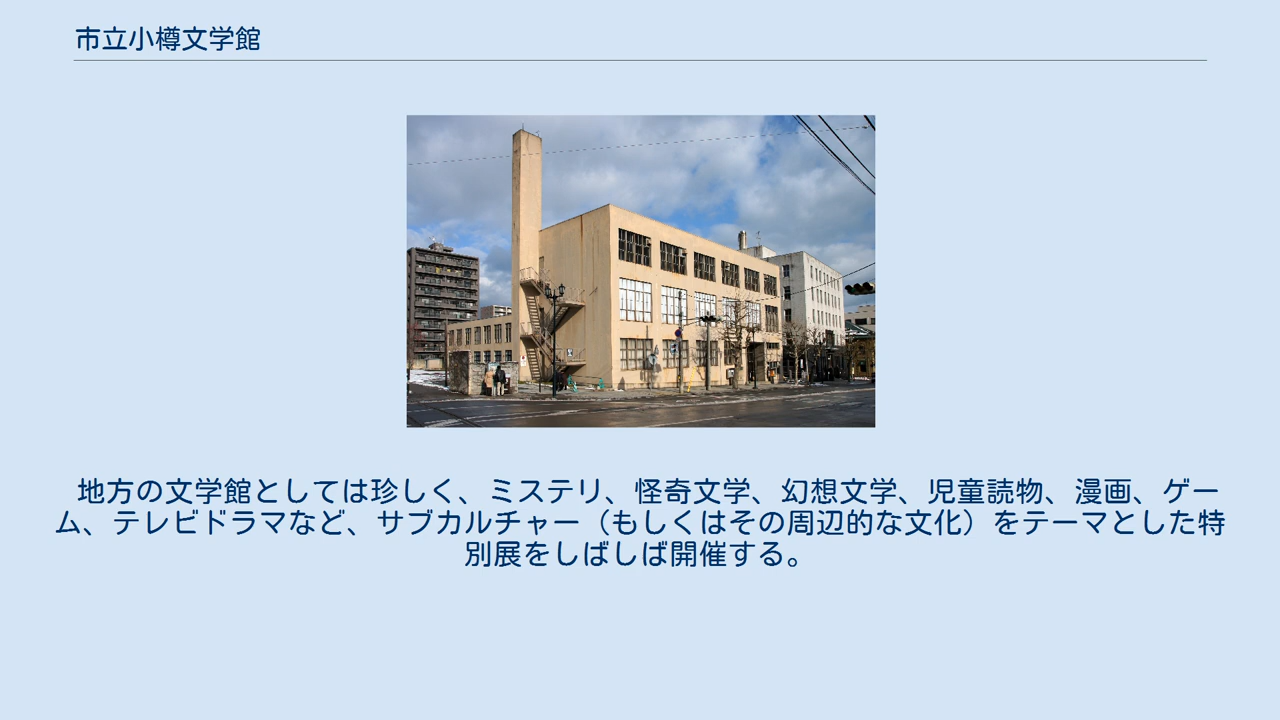 市立小樽文学館
地方の文学館としては珍しく、ミステリ、怪奇文学、幻想文学、児童読物、漫画、ゲー
ム、テレビドラマなど、サブカルチャー（もしくはその周辺的な文化）をテーマとした特
別展をしばしば開催する。